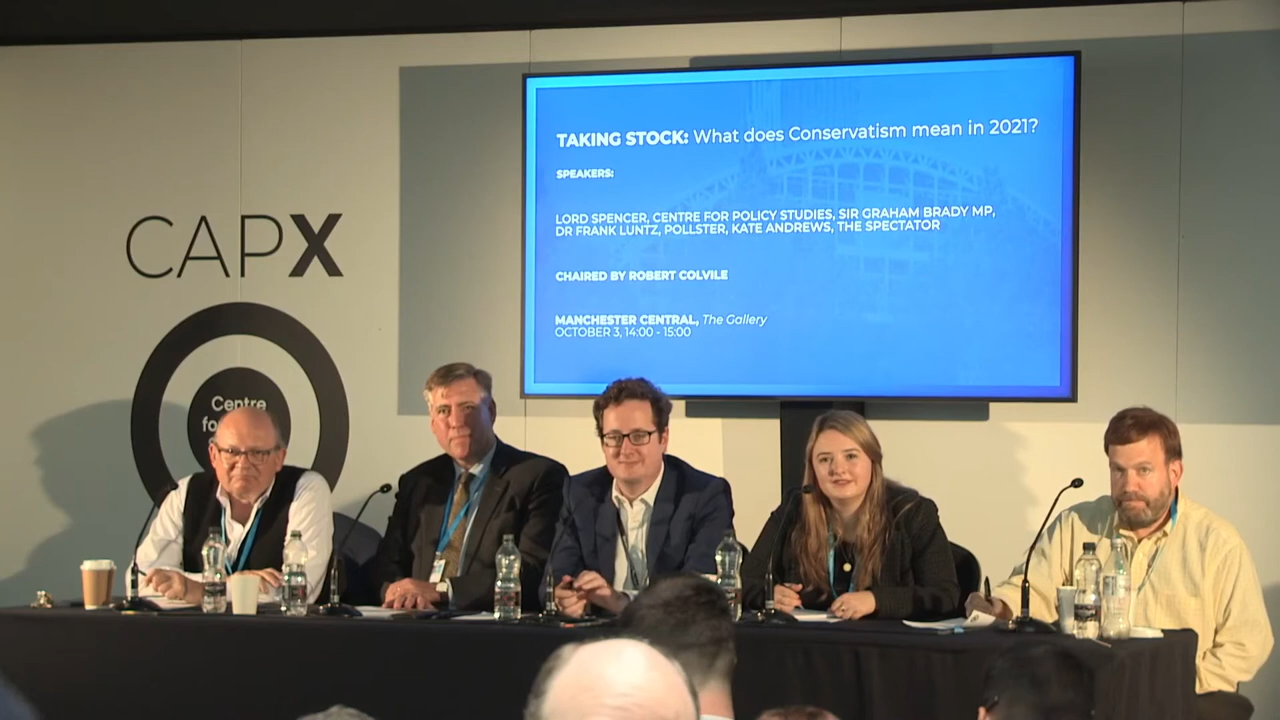 TAKING STOCK: What does Conservatism mean in 2021?
SPEAKERS:
LORD SPENCER, CENTRE FOR POLICY STUDIES, SIR GRAHAM BRADY MP,
DR FRANK LUNTZ, POLLSTER, KATE ANDREWS, THE SPECTATOR
CHAIRED BY ROBERT COLVILE
MANCHESTER CENTRAL, The Gallery
OCTOBER 3, 14:00 - 15:00
CAPX
Centre